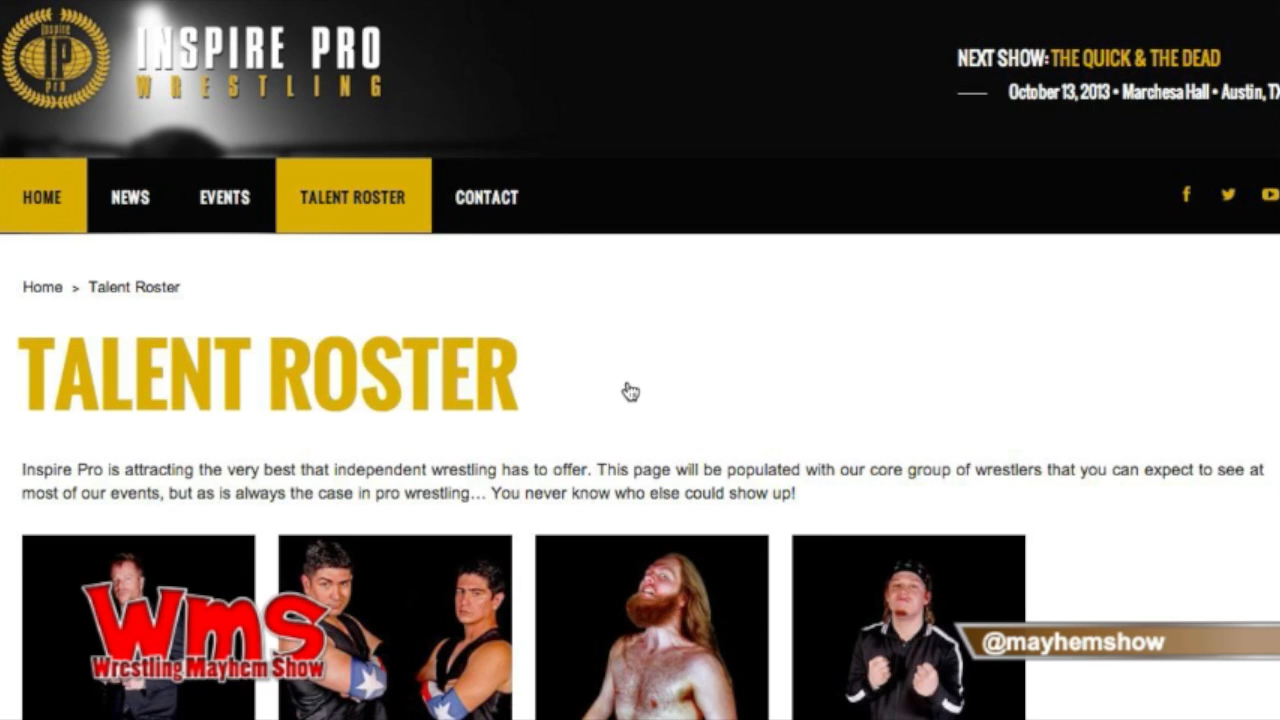 Inspire
IP
pro
INSPIRE PRO
WRESTLING
NEXT SHOW: THE QUICK & THE DEAD
October 13, 2013 • Marchesa Hall • Austin, TX
HOME NEWS EVENTS TALENT ROSTER CONTACT
Home > Talent Roster
TALENT ROSTER
Inspire Pro is attracting the very best that independent wrestling has to offer. This page will be populated with our core group of wrestlers that you can expect to see at
most of our events, but as is always the case in pro wrestling... You never know who else could show up!
wms
Wrestling Mayhem Show
@mayhemshow